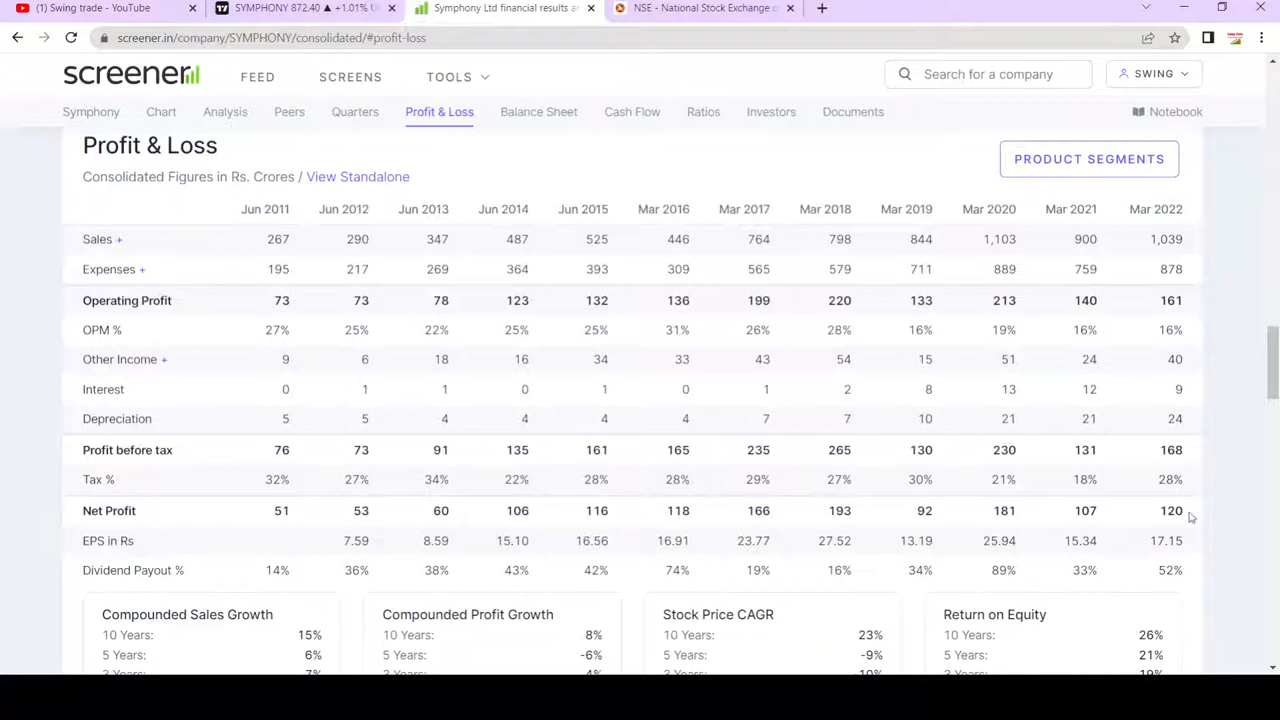 (1) Swing trade - YouTube
SYMPHONY 872.40 ▲ +1.01% U
Symphony Ltd financial results a
NSE - National Stock Exchange o
screener.in/company/SYMPHONY/consolidated/#profit-loss
screener
FEED
SCREENS
TOOLS
Search for a company
SWING
Symphony
Chart
Analysis
Peers
Quarters
Profit & Loss
Balance Sheet
Cash Flow
Ratios
Investors
Documents
Notebook
Profit & Loss
PRODUCT SEGMENTS
Consolidated Figures in Rs. Crores / View Standalone
Jun 2011 Jun 2012 Jun 2013 Jun 2014 Jun 2015 Mar 2016 Mar 2017 Mar 2018 Mar 2019 Mar 2020 Mar 2021 Mar 2022
Sales + 267 290 347 487 525 446 764 798 844 1,103 900 1,039
Expenses + 195 217 269 364 393 309 565 579 711 889 759 878
Operating Profit 73 73 78 123 132 136 199 220 133 213 140 161
OPM % 27% 25% 22% 25% 25% 31% 26% 28% 16% 19% 16% 16%
Other Income + 9 6 18 16 34 33 43 54 15 51 24 40
Interest 0 1 1 0 1 0 1 2 8 13 12 9
Depreciation 5 5 4 4 4 4 7 7 10 21 21 24
Profit before tax 76 73 91 135 161 165 235 265 130 230 131 168
Tax % 32% 27% 34% 22% 28% 28% 29% 27% 30% 21% 18% 28%
Net Profit 51 53 60 106 116 118 166 193 92 181 107 120
EPS in Rs 7.59 8.59 15.10 16.56 16.91 23.77 27.52 13.19 25.94 15.34 17.15
Dividend Payout % 14% 36% 38% 43% 42% 74% 19% 16% 34% 89% 33% 52%
Compounded Sales Growth
10 Years: 15%
5 Years: 6%
Compounded Profit Growth
10 Years: 8%
5 Years: -6%
Stock Price CAGR
10 Years: 23%
5 Years: -9%
Return on Equity
10 Years: 26%
5 Years: 21%